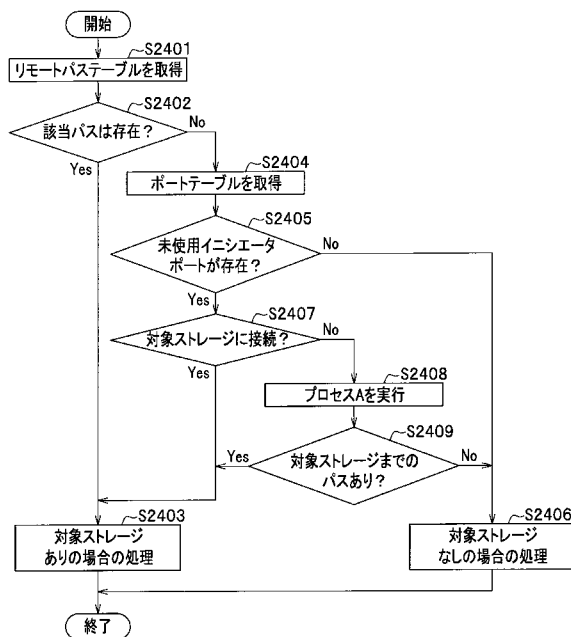 開始
S2401
リモートパステーブルを取得
S2402
該当パスは存在？
No
Yes
S2404
ポートテーブルを取得
S2405
未使用イニシエータ
ポートが存在？
No
Yes
S2407
対象ストレージに接続？
No
Yes
S2408
プロセスAを実行
S2409
対象ストレージまでの
パスあり？
Yes
No
S2403
対象ストレージ
ありの場合の処理
S2406
対象ストレージ
なしの場合の処理
終了